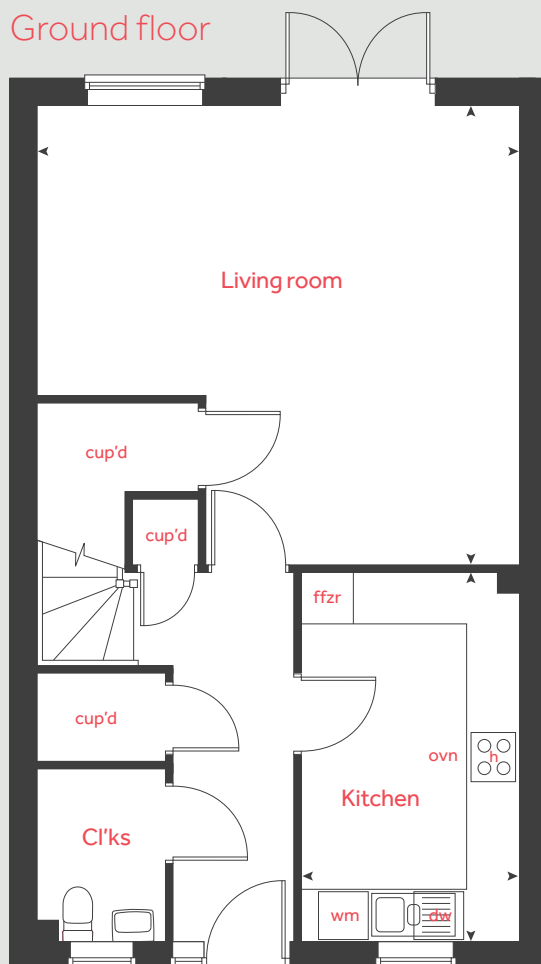 Ground floor
Living room
cup'd
cup'd
ffzr
cup'd
ovn
h
Kitchen
Cl'ks
wm
dw